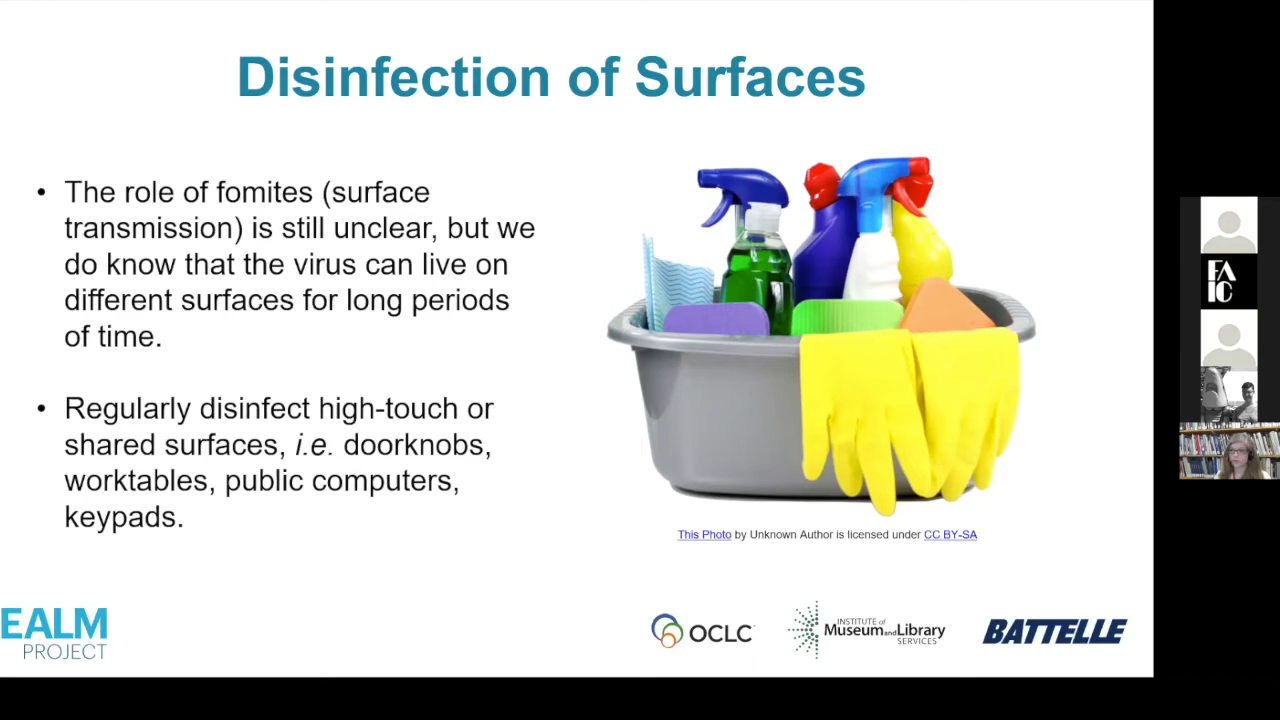 Disinfection of Surfaces
• The role of fomites (surface
transmission) is still unclear, but we
do know that the virus can live on
different surfaces for long periods
of time.
• Regularly disinfect high-touch or
shared surfaces, i.e. doorknobs,
worktables, public computers,
keypads.
This Photo by Unknown Author is licensed under CC BY-SA
EALM
PROJECT
OCLC
INSTITUTE of
Museum and Library
SERVICES
BATTELLE
FA
IC